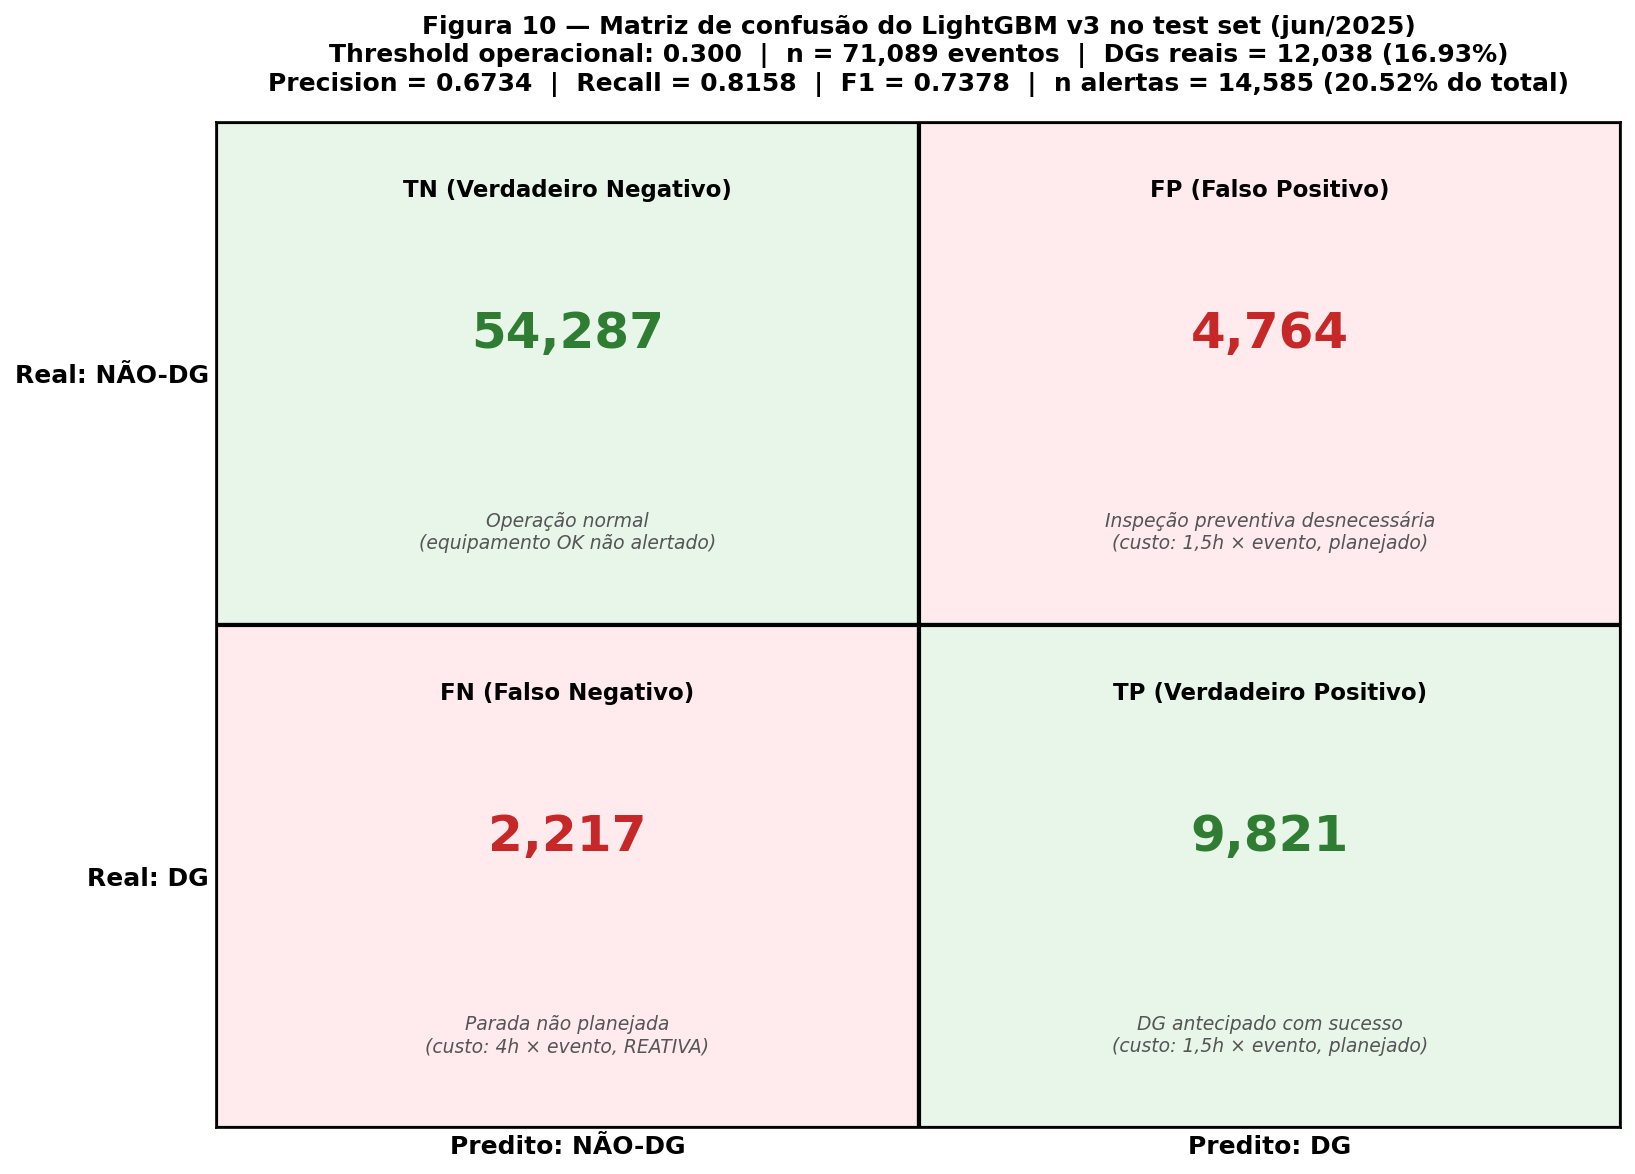 Figura 10 — Matriz de confusão do LightGBM v3 no test set (jun/2025)
Threshold operacional: 0.300 | n = 71,089 eventos | DGs reais = 12,038 (16.93%)
Precision = 0.6734 | Recall = 0.8158 | F1 = 0.7378 | n alertas = 14,585 (20.52% do total)
TN (Verdadeiro Negativo)
FP (Falso Positivo)
54,287
4,764
Real: NÃO-DG
Operação normal
(equipamento OK não alertado)
Inspeção preventiva desnecessária
(custo: 1,5h × evento, planejado)
FN (Falso Negativo)
TP (Verdadeiro Positivo)
2,217
9,821
Real: DG
Parada não planejada
(custo: 4h × evento, REATIVA)
DG antecipado com sucesso
(custo: 1,5h × evento, planejado)
Predito: NÃO-DG
Predito: DG